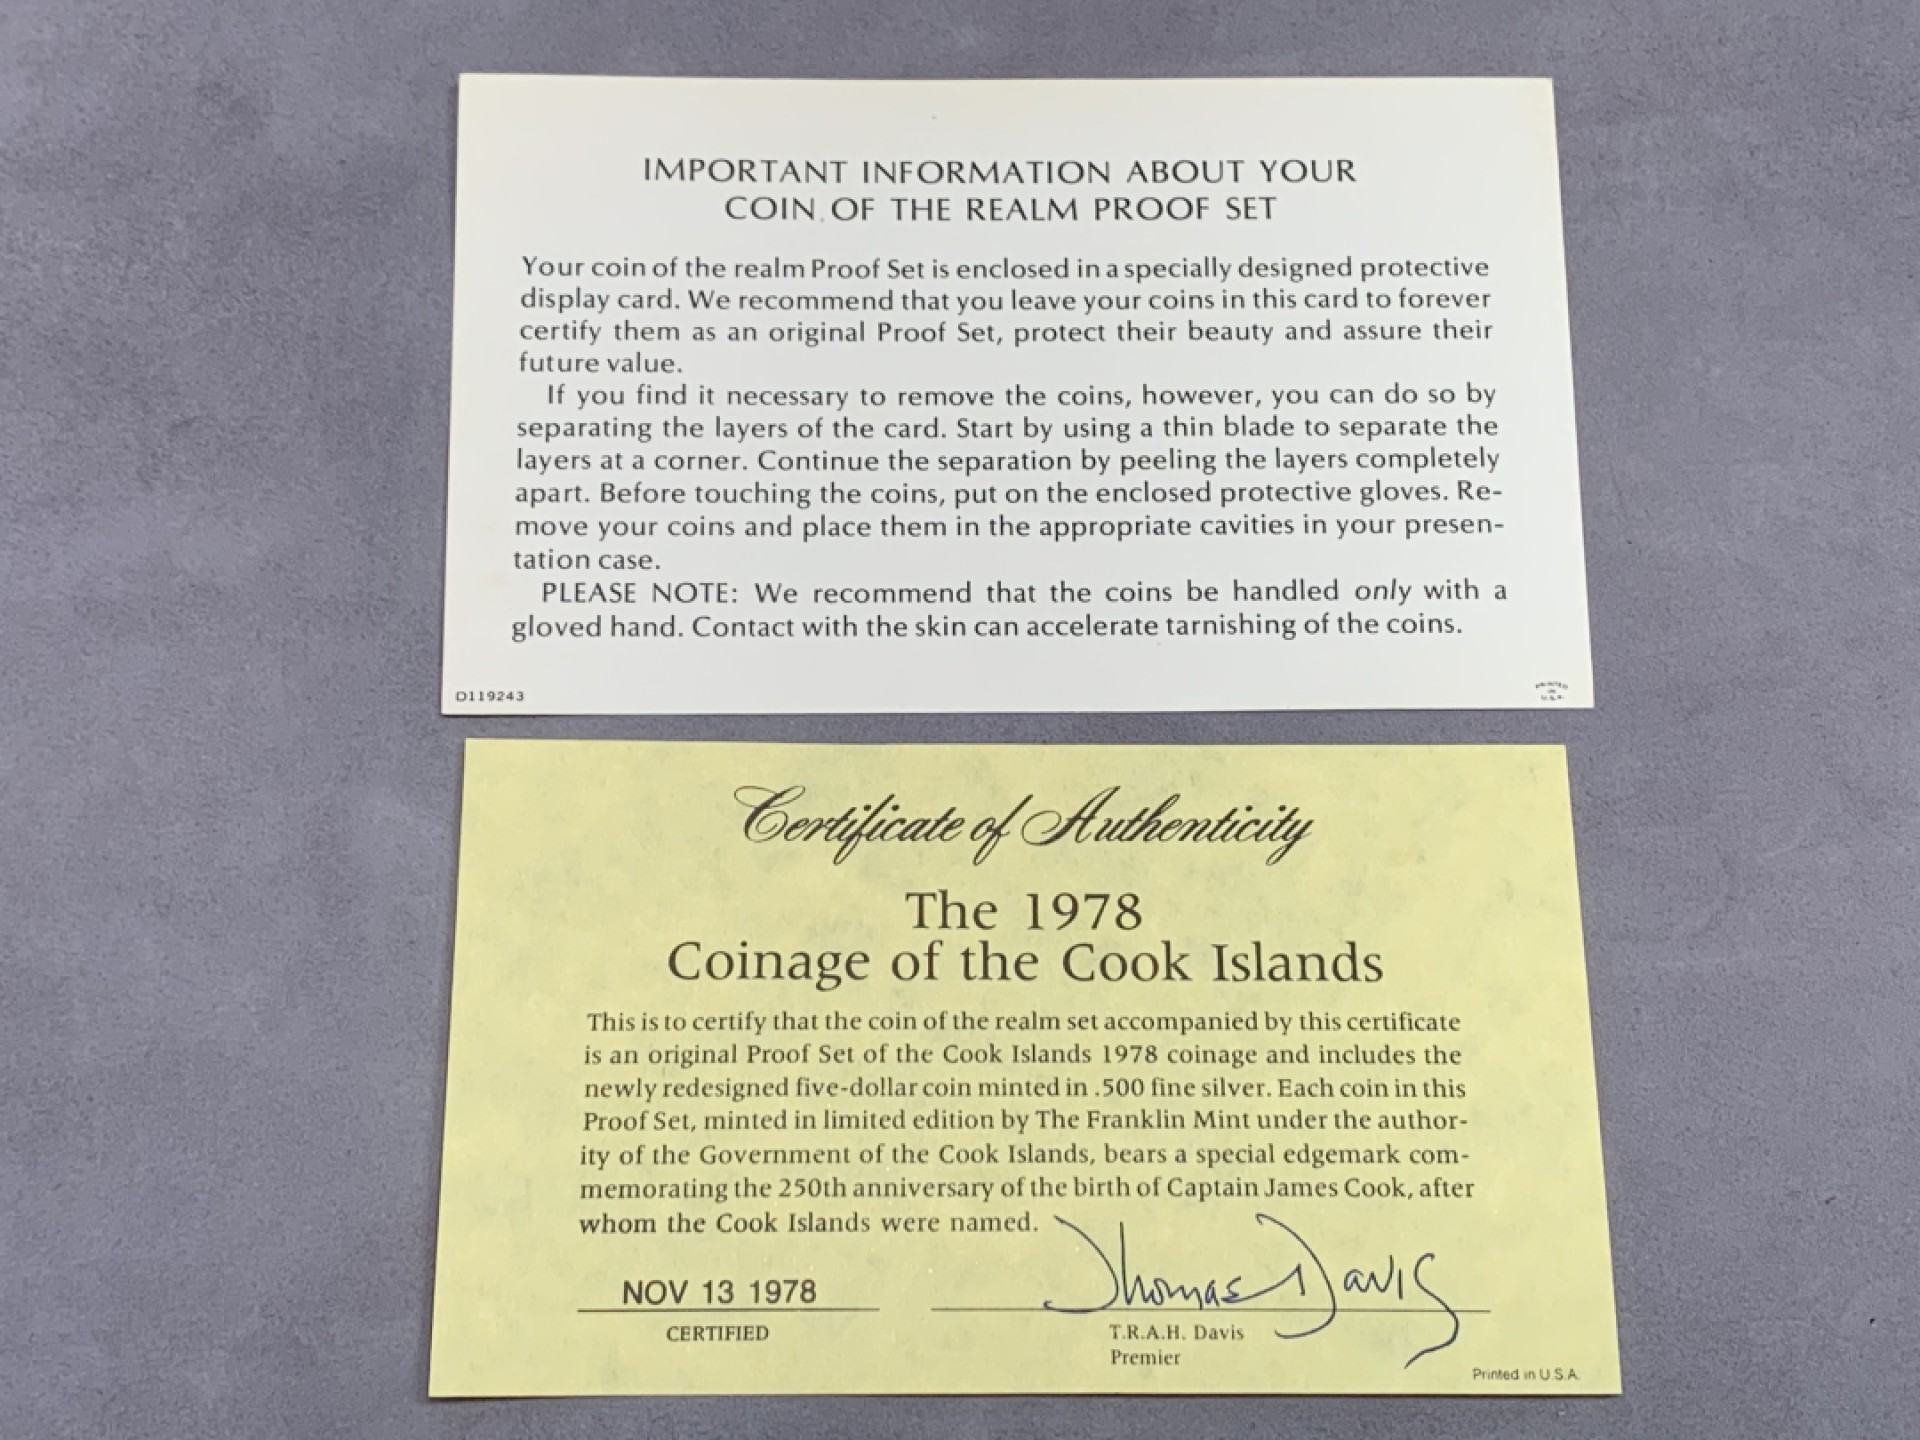 IMPORTANT INFORMATION ABOUT YOUR
COIN OF THE REALM PROOF SET
Your coin of the realm Proof Set is enclosed in a specially designed protective
display card. We recommend that you leave your coins in this card to forever
certify them as an original Proof Set, protect their beauty and assure their
future value.
If you find it necessary to remove the coins, however, you can do so by
separating the layers of the card. Start by using a thin blade to separate the
layers at a corner. Continue the separation by peeling the layers completely
apart. Before touching the coins, put on the enclosed protective gloves. Re-
move your coins and place them in the appropriate cavities in your presen-
tation case.
PLEASE NOTE: We recommend that the coins be handled only with a
gloved hand. Contact with the skin can accelerate tarnishing of the coins.
D119243
PRINTED
IN
U.S.A.
Certificate of Authenticity
The 1978
Coinage of the Cook Islands
This is to certify that the coin of the realm set accompanied by this certificate
is an original Proof Set of the Cook Islands 1978 coinage and includes the
newly redesigned five-dollar coin minted in .500 fine silver. Each coin in this
Proof Set, minted in limited edition by The Franklin Mint under the author-
ity of the Government of the Cook Islands, bears a special edgemark com-
memorating the 250th anniversary of the birth of Captain James Cook, after
whom the Cook Islands were named.
Thomas Davis
NOV 13 1978
CERTIFIED
T.R.A.H. Davis
Premier
Printed in U.S.A.